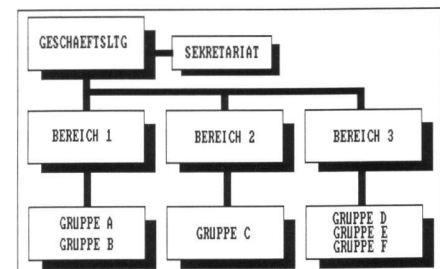 GESCHAEFTSLTG
SEKRETARIAT
BEREICH 1
BEREICH 2
BEREICH 3
GRUPPE A
GRUPPE B
GRUPPE C
GRUPPE D
GRUPPE E
GRUPPE F